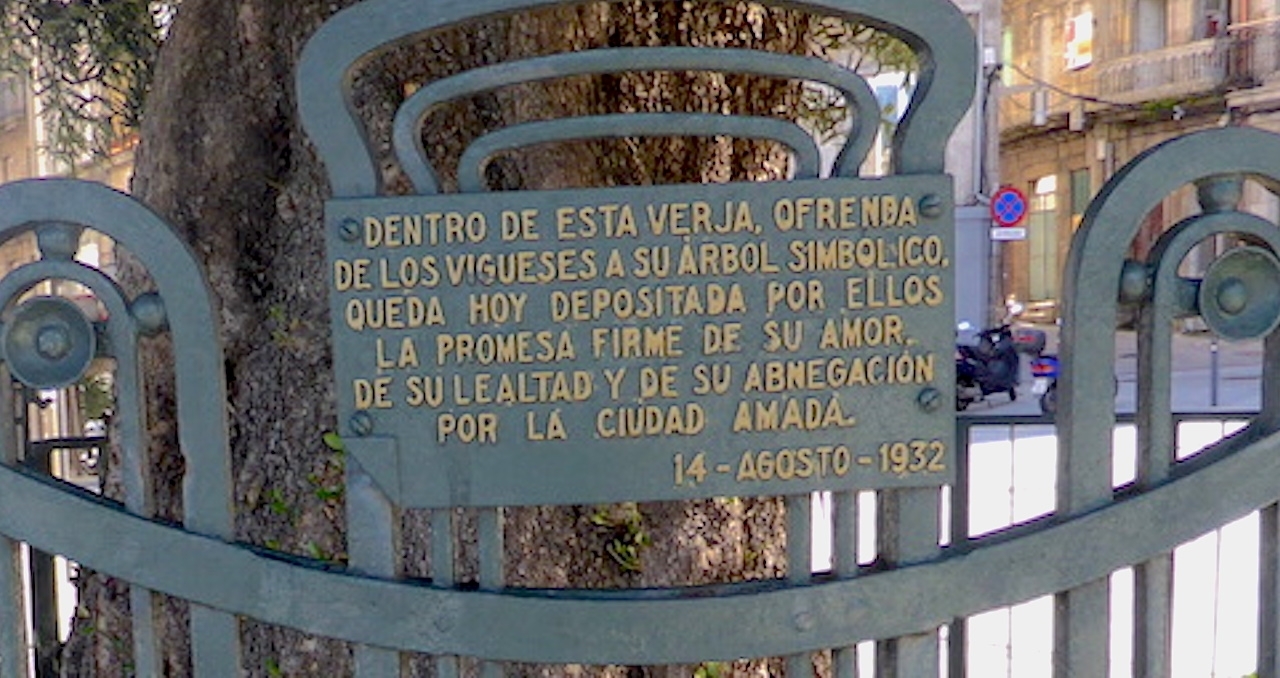 DENTRO DE ESTA VERJA, OFRENDA
DE LOS VIGUESES A SU ÁRBOL SIMBOLICO,
QUEDA HOY DEPOSITADA POR ELLOS
LA PROMESA FIRME DE SU AMOR,
DE SU LEALTAD Y DE SU ABNEGACIÓN
POR LA CIUDAD AMADA.
14-AGOSTO-1932